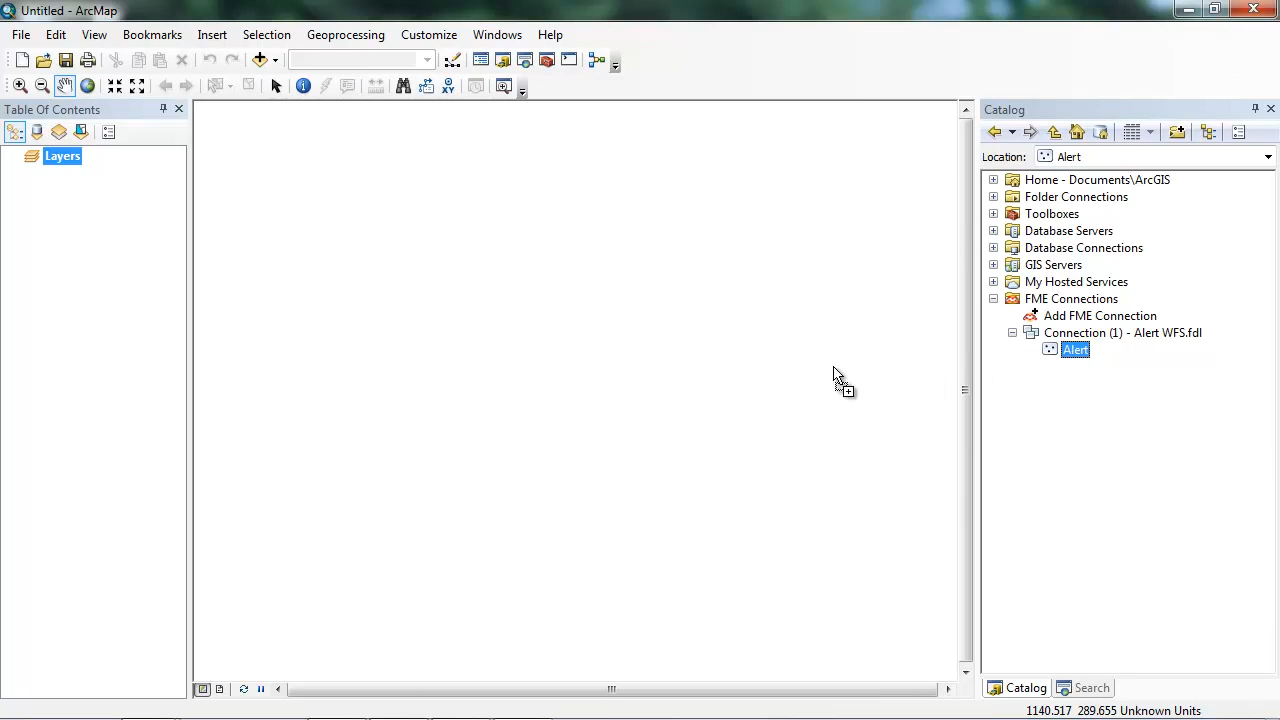 Untitled - ArcMap
File Edit View Bookmarks Insert Selection Geoprocessing Customize Windows Help
Table Of Contents
Layers
Catalog
Location: Alert
Home - Documents\ArcGIS
Folder Connections
Toolboxes
Database Servers
Database Connections
GIS Servers
My Hosted Services
FME Connections
Add FME Connection
Connection (1) - Alert WFS.fdl
Alert
Catalog Search
1140.517 289.655 Unknown Units